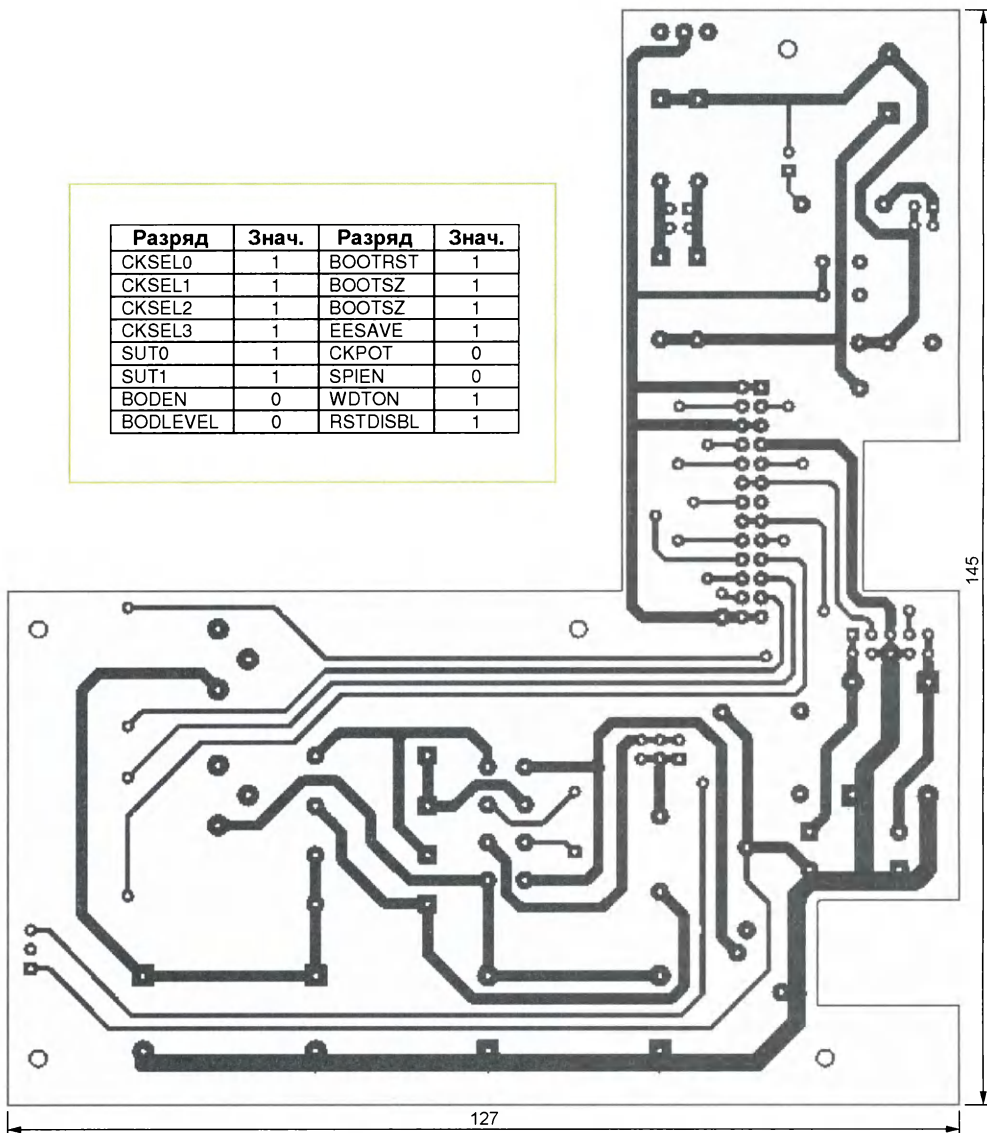 Разряд Знач. Разряд Знач.
CKSEL0 1 BOOTRST 1
CKSEL1 1 BOOTSZ 1
CKSEL2 1 BOOTSZ 1
CKSEL3 1 EESAVE 1
SUT0 1 CKPOT 0
SUT1 1 SPIEN 0
BODEN 0 WDTON 1
BODLEVEL 0 RSTDISBL 1
145
127